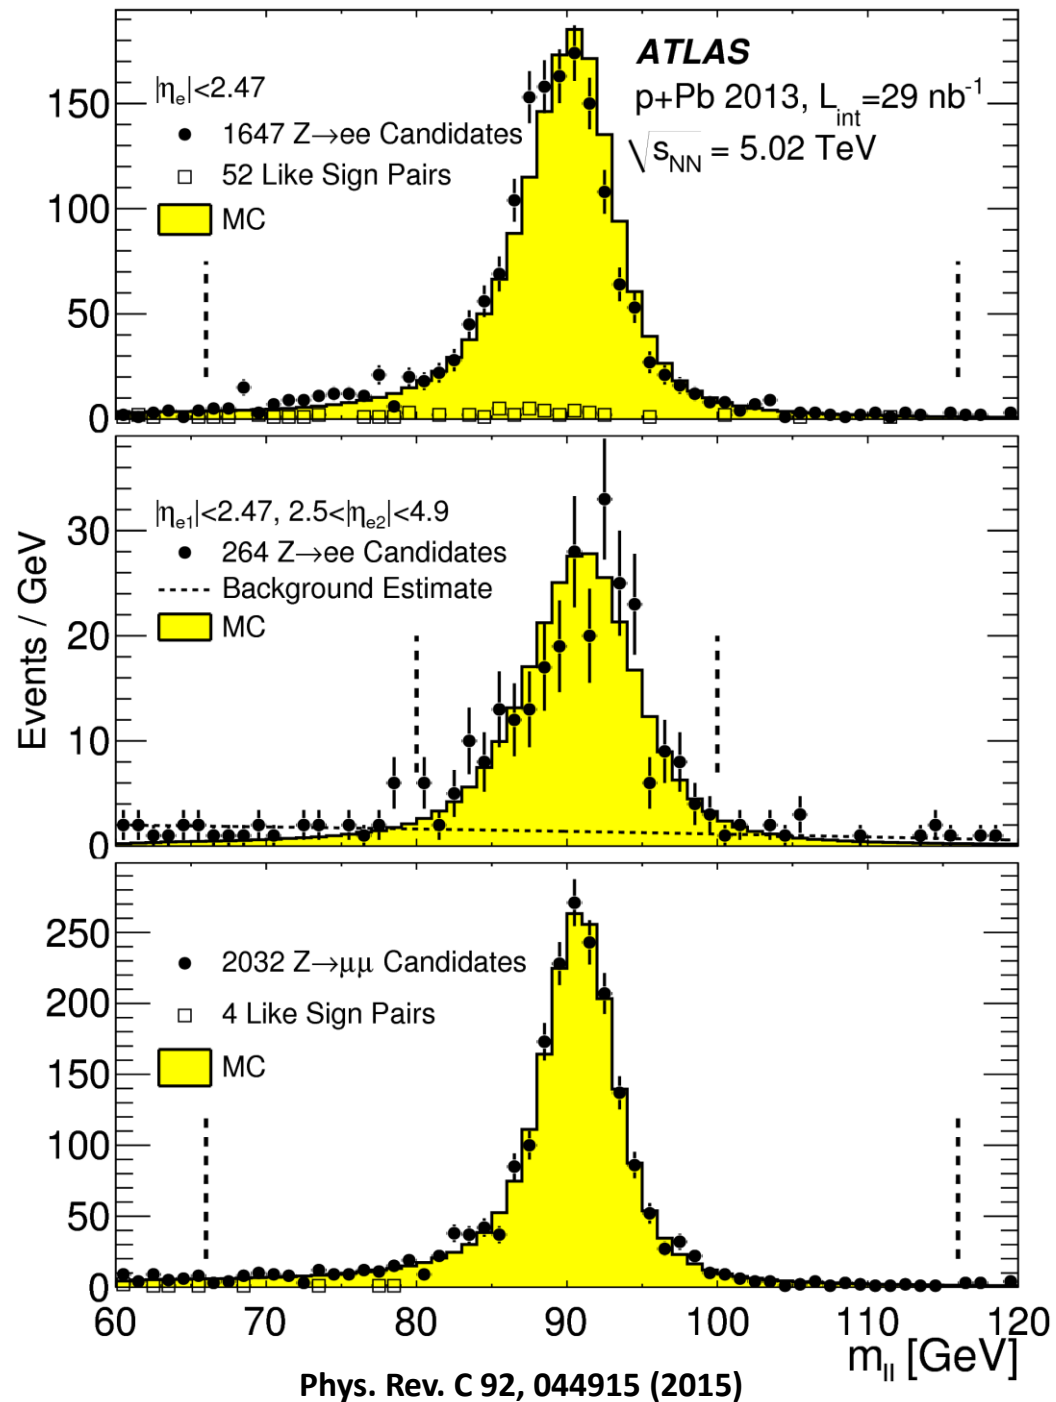 ATLAS
p+Pb 2013, L_int=29 nb⁻¹
√s_NN = 5.02 TeV
|η_e|<2.47
1647 Z→ee Candidates
52 Like Sign Pairs
MC
150
100
50
0
|η_e1|<2.47, 2.5<|η_e2|<4.9
264 Z→ee Candidates
Background Estimate
MC
30
20
10
0
Events / GeV
2032 Z→μμ Candidates
4 Like Sign Pairs
MC
250
200
150
100
50
0
60 70 80 90 100 110 120
m_ll [GeV]
Phys. Rev. C 92, 044915 (2015)